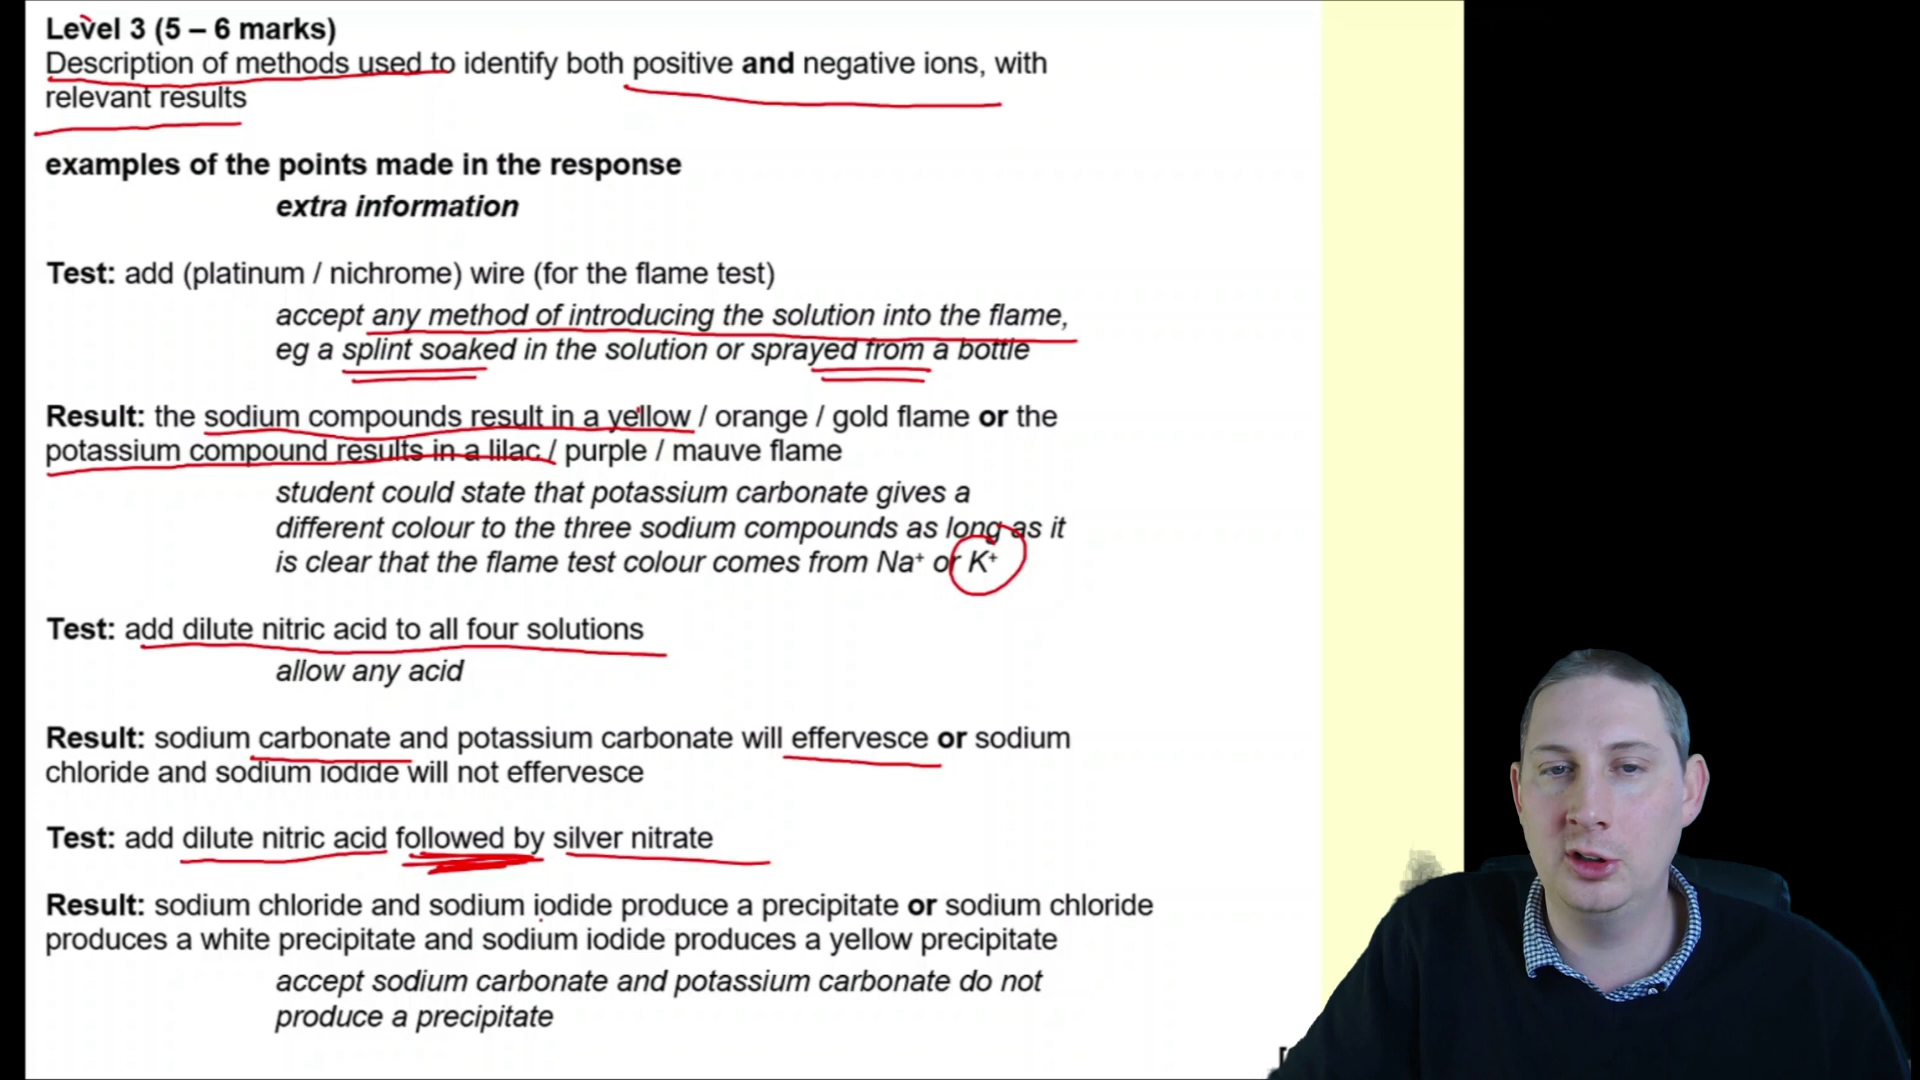 Level 3 (5 – 6 marks)
Description of methods used to identify both positive and negative ions, with
relevant results
examples of the points made in the response
extra information
Test: add (platinum / nichrome) wire (for the flame test)
accept any method of introducing the solution into the flame,
eg a splint soaked in the solution or sprayed from a bottle
Result: the sodium compounds result in a yellow / orange / gold flame or the
potassium compound results in a lilac / purple / mauve flame
student could state that potassium carbonate gives a
different colour to the three sodium compounds as long as it
is clear that the flame test colour comes from Na⁺ or K⁺
Test: add dilute nitric acid to all four solutions
allow any acid
Result: sodium carbonate and potassium carbonate will effervesce or sodium
chloride and sodium iodide will not effervesce
Test: add dilute nitric acid followed by silver nitrate
Result: sodium chloride and sodium iodide produce a precipitate or sodium chloride
produces a white precipitate and sodium iodide produces a yellow precipitate
accept sodium carbonate and potassium carbonate do not
produce a precipitate
[